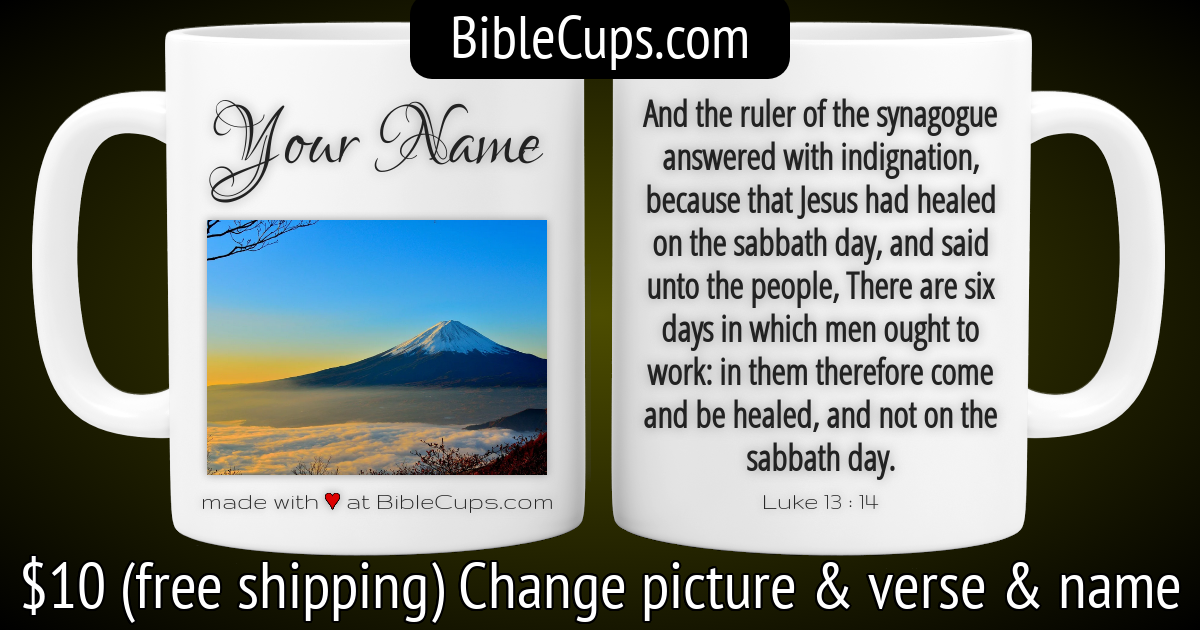 BibleCups.com
Your Name
made with ♥ at BibleCups.com
And the ruler of the synagogue
answered with indignation,
because that Jesus had healed
on the sabbath day, and said
unto the people, There are six
days in which men ought to
work: in them therefore come
and be healed, and not on the
sabbath day.
Luke 13 : 14
$10 (free shipping) Change picture & verse & name